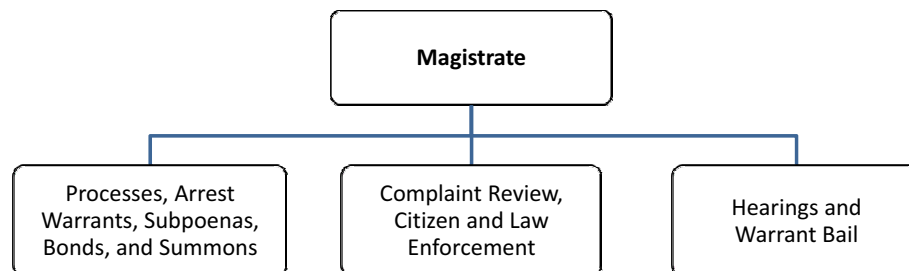 Magistrate
Processes, Arrest
Warrants, Subpoenas,
Bonds, and Summons
Complaint Review,
Citizen and Law
Enforcement
Hearings and
Warrant Bail